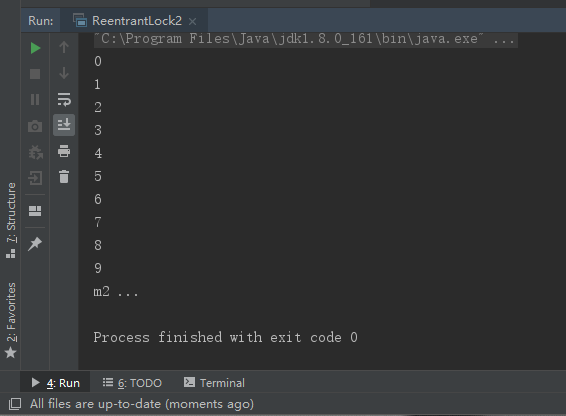 Run: ReentrantLock2
"C:\Program Files\Java\jdk1.8.0_161\bin\java.exe" ...
0
1
2
3
4
5
6
7
8
9
m2 ...
Process finished with exit code 0
7: Structure
2: Favorites
4: Run 6: TODO Terminal
All files are up-to-date (moments ago)